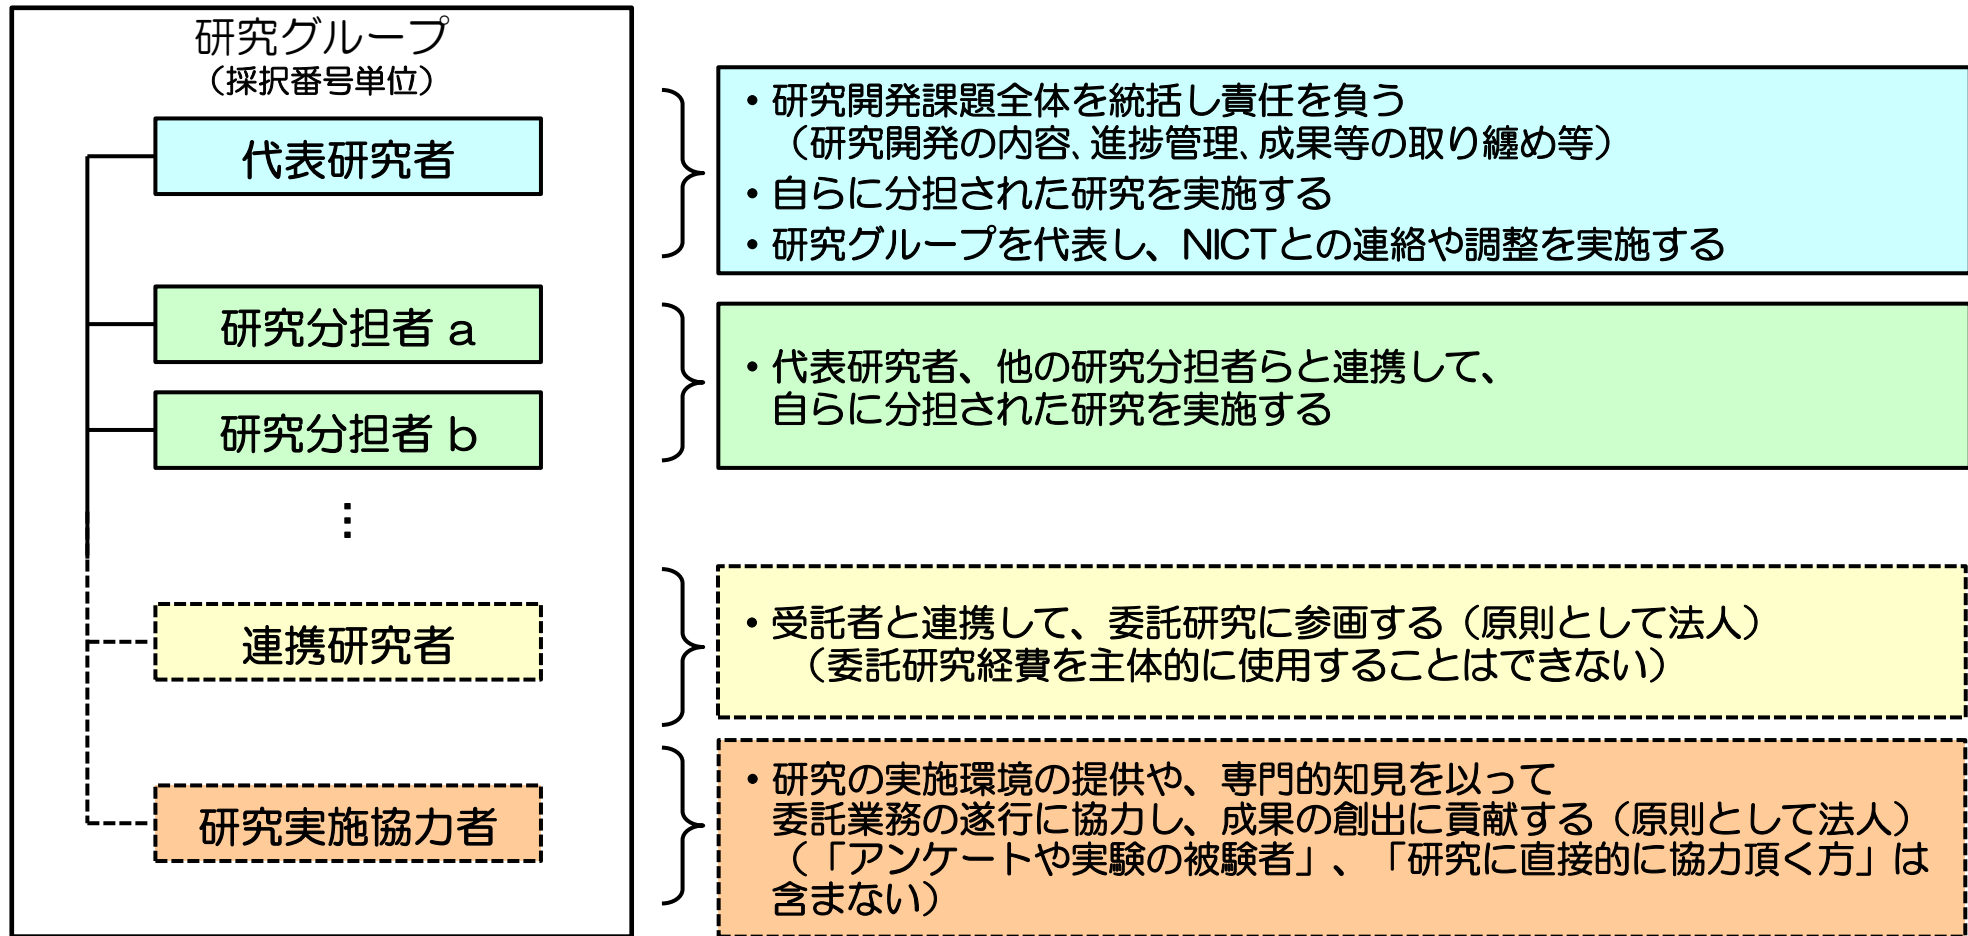 研究グループ
（採択番号単位）
代表研究者
・研究開発課題全体を統括し責任を負う
（研究開発の内容、進捗管理、成果等の取り纏め等）
・自らに分担された研究を実施する
・研究グループを代表し、NICTとの連絡や調整を実施する
研究分担者 a
研究分担者 b
・代表研究者、他の研究分担者らと連携して、
自らに分担された研究を実施する
⋮
連携研究者
・受託者と連携して、委託研究に参画する（原則として法人）
（委託研究経費を主体的に使用することはできない）
研究実施協力者
・研究の実施環境の提供や、専門的知見を以って
委託業務の遂行に協力し、成果の創出に貢献する（原則として法人）
（「アンケートや実験の被験者」、「研究に直接的に協力頂く方」は
含まない）